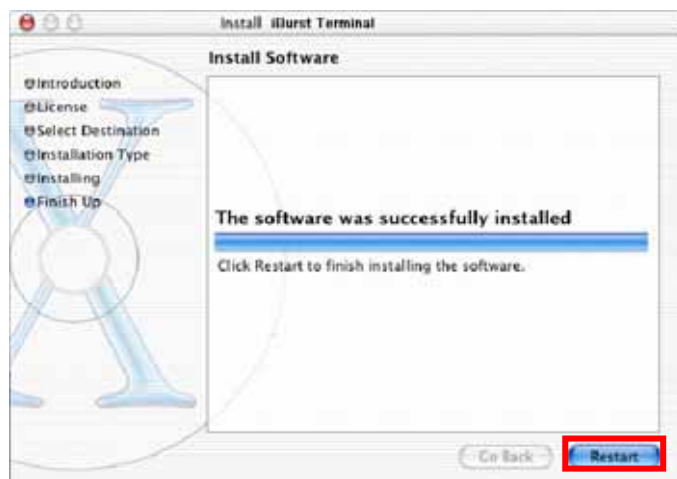 Install iBurst Terminal
Install Software
Introduction
License
Select Destination
Installation Type
Installing
Finish Up
The software was successfully installed
Click Restart to finish installing the software.
Go Back
Restart